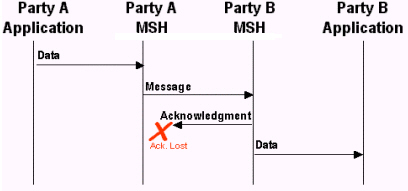 Party A Party A Party B Party B
Application MSH MSH Application
Data
Message
Acknowledgment
Ack. Lost
Data